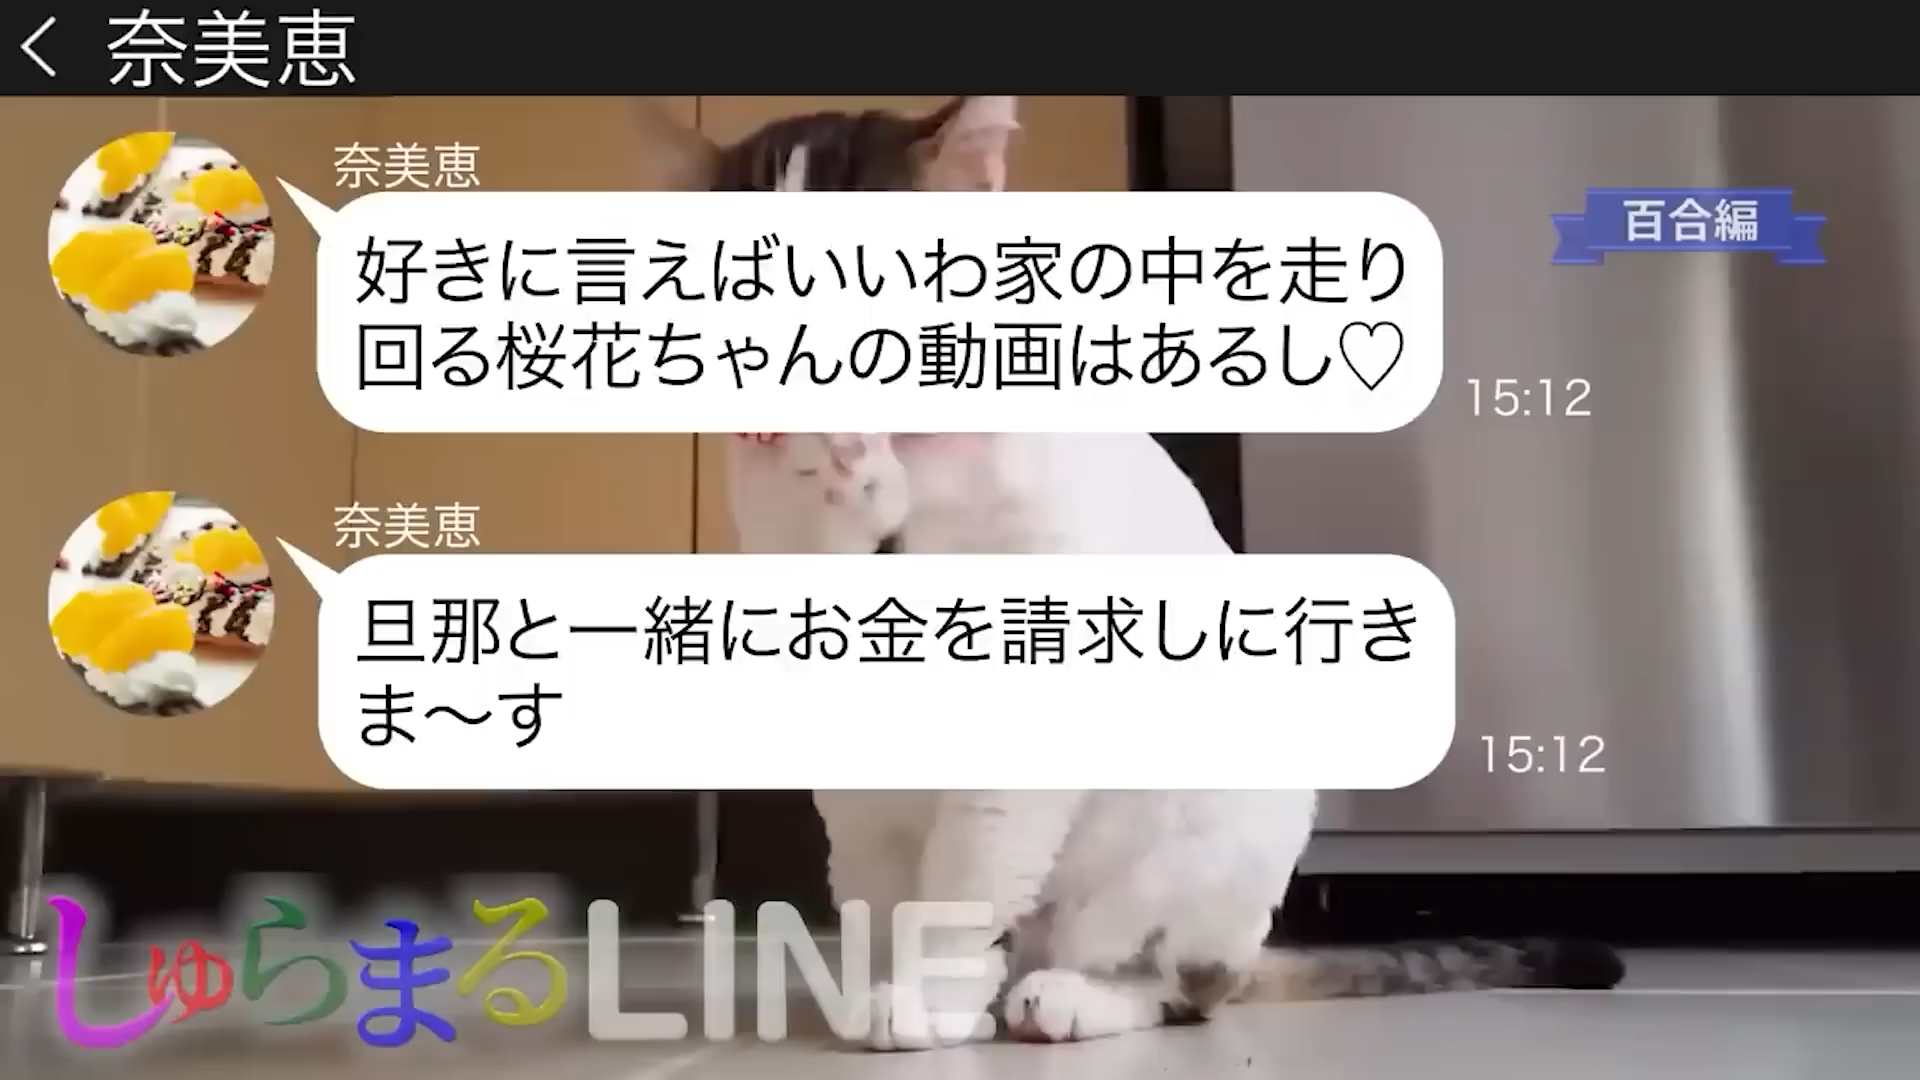 奈美恵
奈美恵
百合編
好きに言えばいいわ家の中を走り
回る桜花ちゃんの動画はあるし♡
15:12
奈美恵
旦那と一緒にお金を請求しに行き
ま～す
15:12
しゅらまるLINE